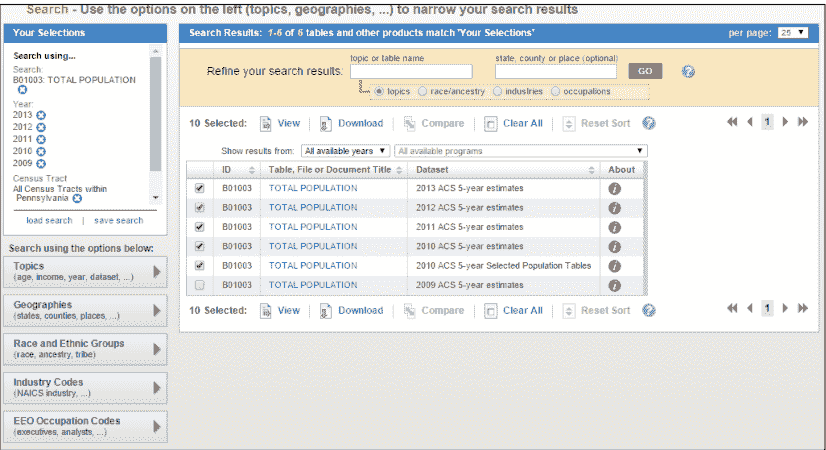 Search - Use the options on the left (topics, geographies, ...) to narrow your search results
Your Selections
Search using...
Search:
B01003: TOTAL POPULATION
Year:
2013
2012
2011
2010
2009
Census Tract
All Census Tracts within
Pennsylvania
load search | save search
Search using the options below:
Topics
(age, income, year, dataset, ...)
Geographies
(states, counties, places, ...)
Race and Ethnic Groups
(race, ancestry, tribe)
Industry Codes
(NAICS industry, ...)
EEO Occupation Codes
(executives, analysts, ...)
Search Results: 1-6 of 6 tables and other products match 'Your Selections' per page: 25
topic or table name state, county or place (optional)
Refine your search results: GO
topics race/ancestry industries occupations
10 Selected: View Download Compare Clear All Reset Sort 1
Show results from: All available years All available programs
ID Table, File or Document Title Dataset About
B01003 TOTAL POPULATION 2013 ACS 5-year estimates
B01003 TOTAL POPULATION 2012 ACS 5-year estimates
B01003 TOTAL POPULATION 2011 ACS 5-year estimates
B01003 TOTAL POPULATION 2010 ACS 5-year estimates
B01003 TOTAL POPULATION 2010 ACS 5-year Selected Population Tables
B01003 TOTAL POPULATION 2009 ACS 5-year estimates
10 Selected: View Download Compare Clear All Reset Sort 1